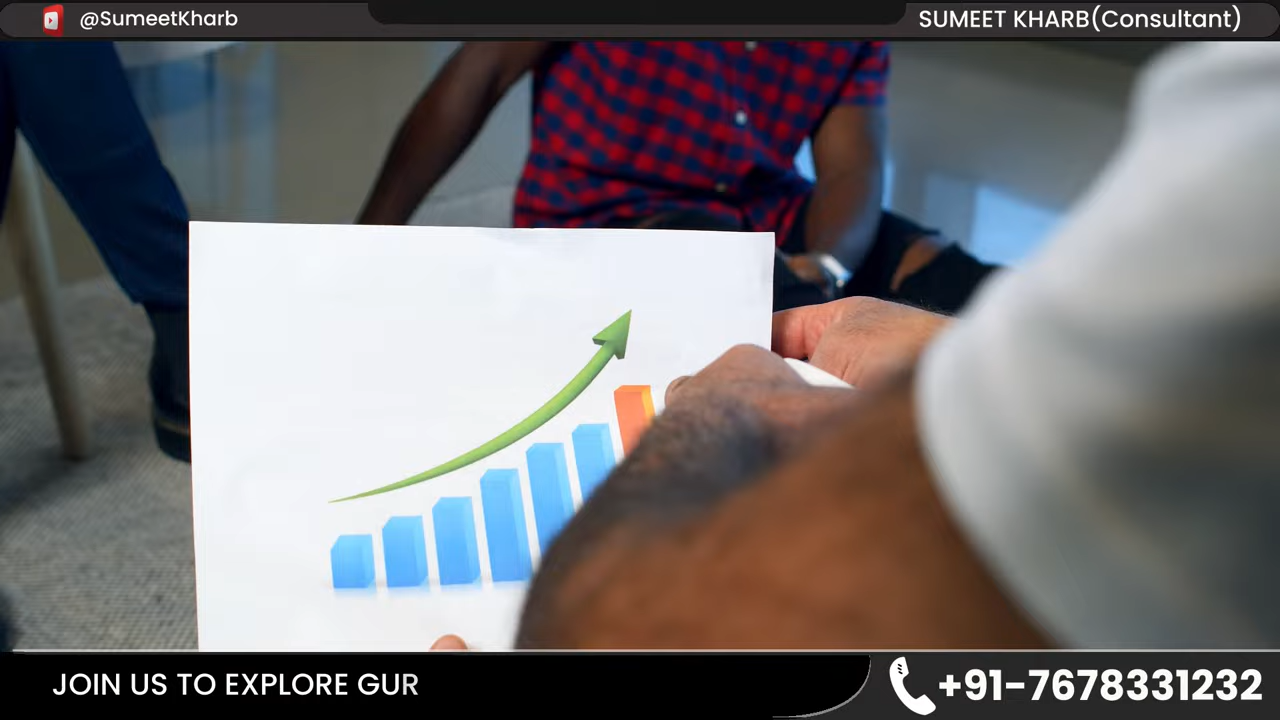 @SumeetKharb
SUMEET KHARB(Consultant)
JOIN US TO EXPLORE GUR
+91-7678331232